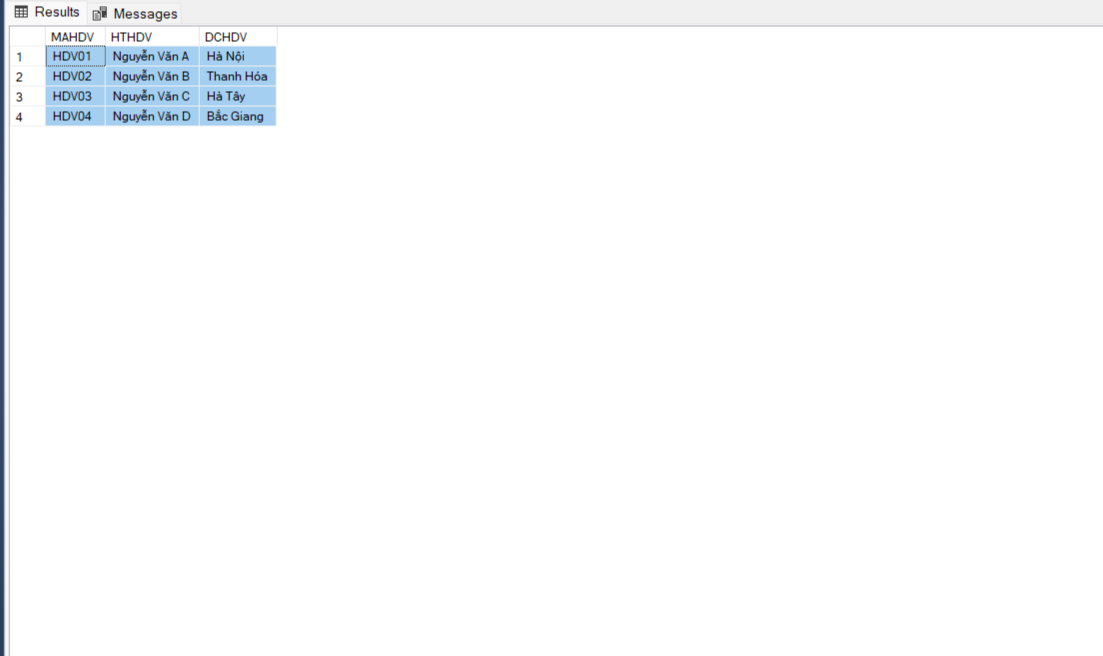 Results Messages
MAHDV HTHDV DCHDV
1 HDV01 Nguyễn Văn A Hà Nội
2 HDV02 Nguyễn Văn B Thanh Hóa
3 HDV03 Nguyễn Văn C Hà Tây
4 HDV04 Nguyễn Văn D Bắc Giang